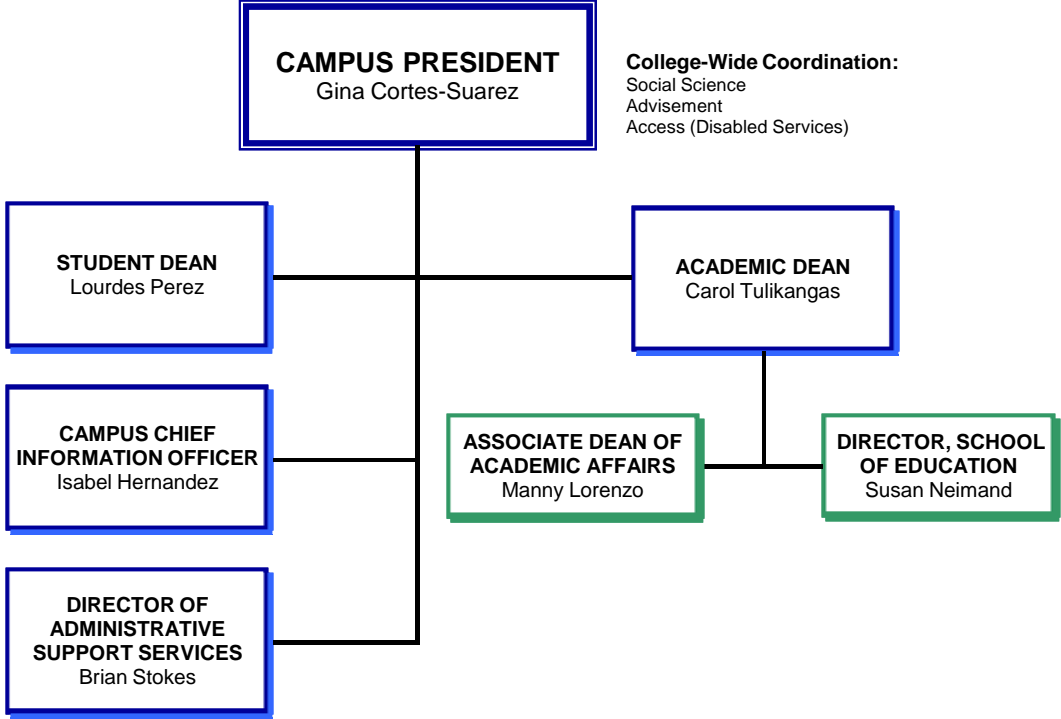 CAMPUS PRESIDENT
Gina Cortes-Suarez
College-Wide Coordination:
Social Science
Advisement
Access (Disabled Services)
STUDENT DEAN
Lourdes Perez
ACADEMIC DEAN
Carol Tulikangas
CAMPUS CHIEF
INFORMATION OFFICER
Isabel Hernandez
ASSOCIATE DEAN OF
ACADEMIC AFFAIRS
Manny Lorenzo
DIRECTOR, SCHOOL
OF EDUCATION
Susan Neimand
DIRECTOR OF
ADMINISTRATIVE
SUPPORT SERVICES
Brian Stokes